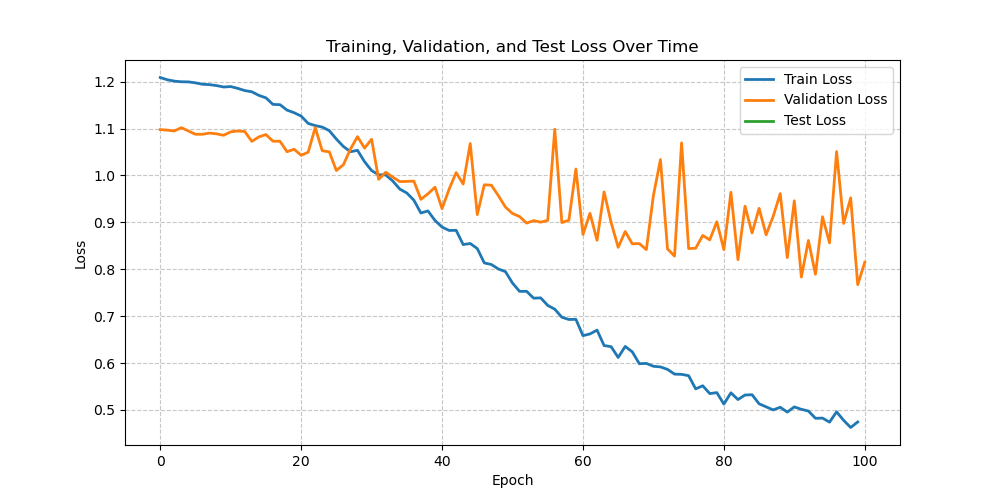 Training, Validation, and Test Loss Over Time
Train Loss
Validation Loss
Test Loss
Loss
1.2
1.1
1.0
0.9
0.8
0.7
0.6
0.5
0 20 40 60 80 100
Epoch